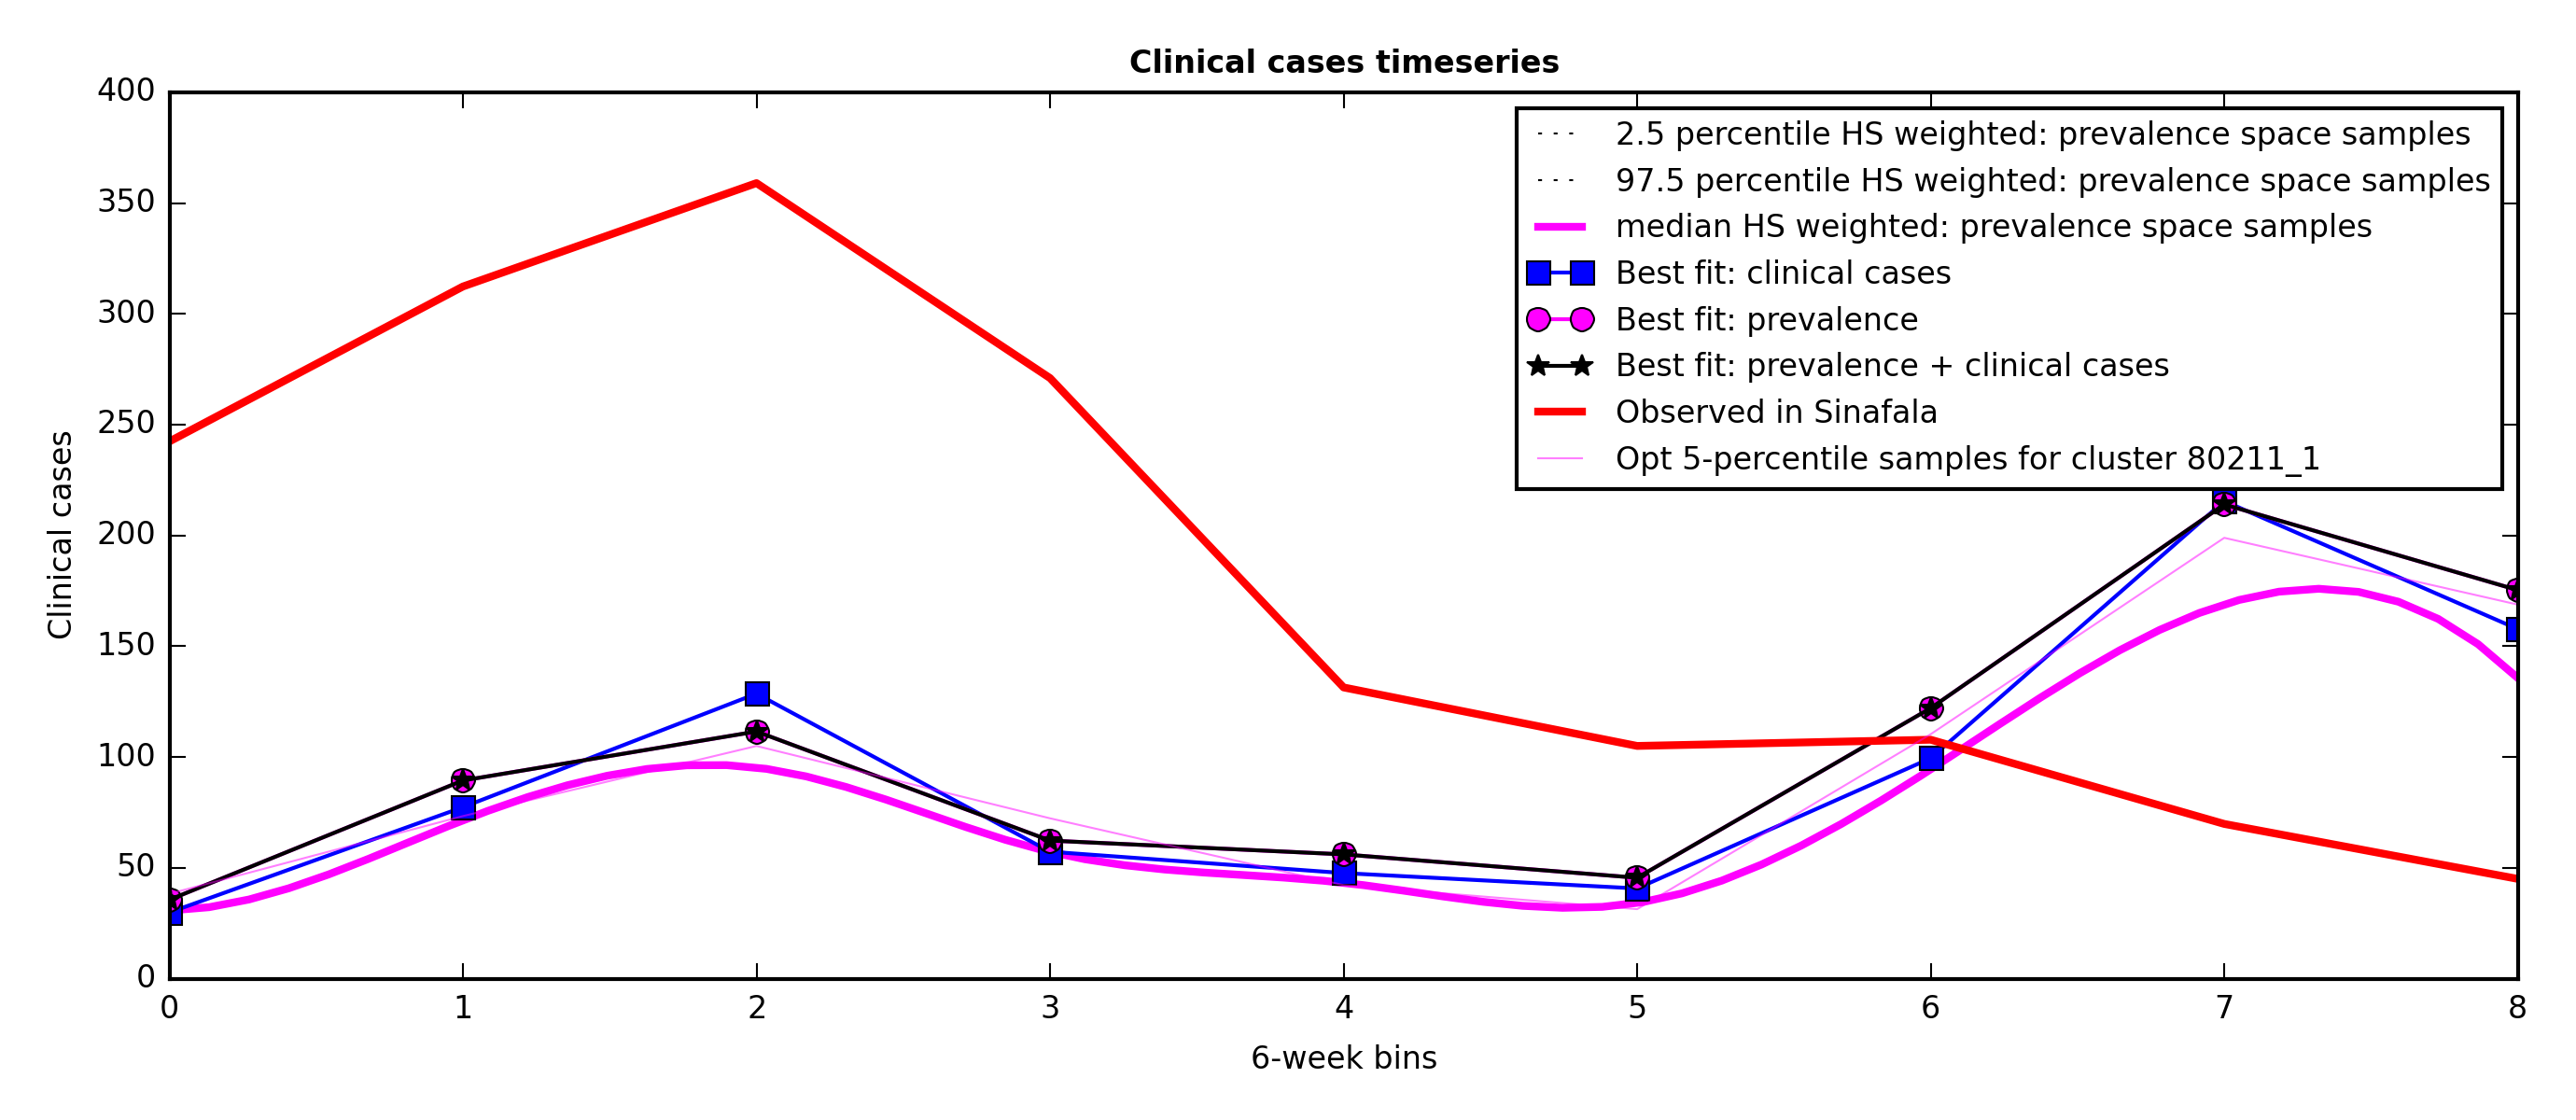 Clinical cases timeseries
400
350
300
250
200
150
100
50
0
Clinical cases
2.5 percentile HS weighted: prevalence space samples
97.5 percentile HS weighted: prevalence space samples
median HS weighted: prevalence space samples
Best fit: clinical cases
Best fit: prevalence
Best fit: prevalence + clinical cases
Observed in Sinafala
Opt 5-percentile samples for cluster 80211_1
0 1 2 3 4 5 6 7 8
6-week bins